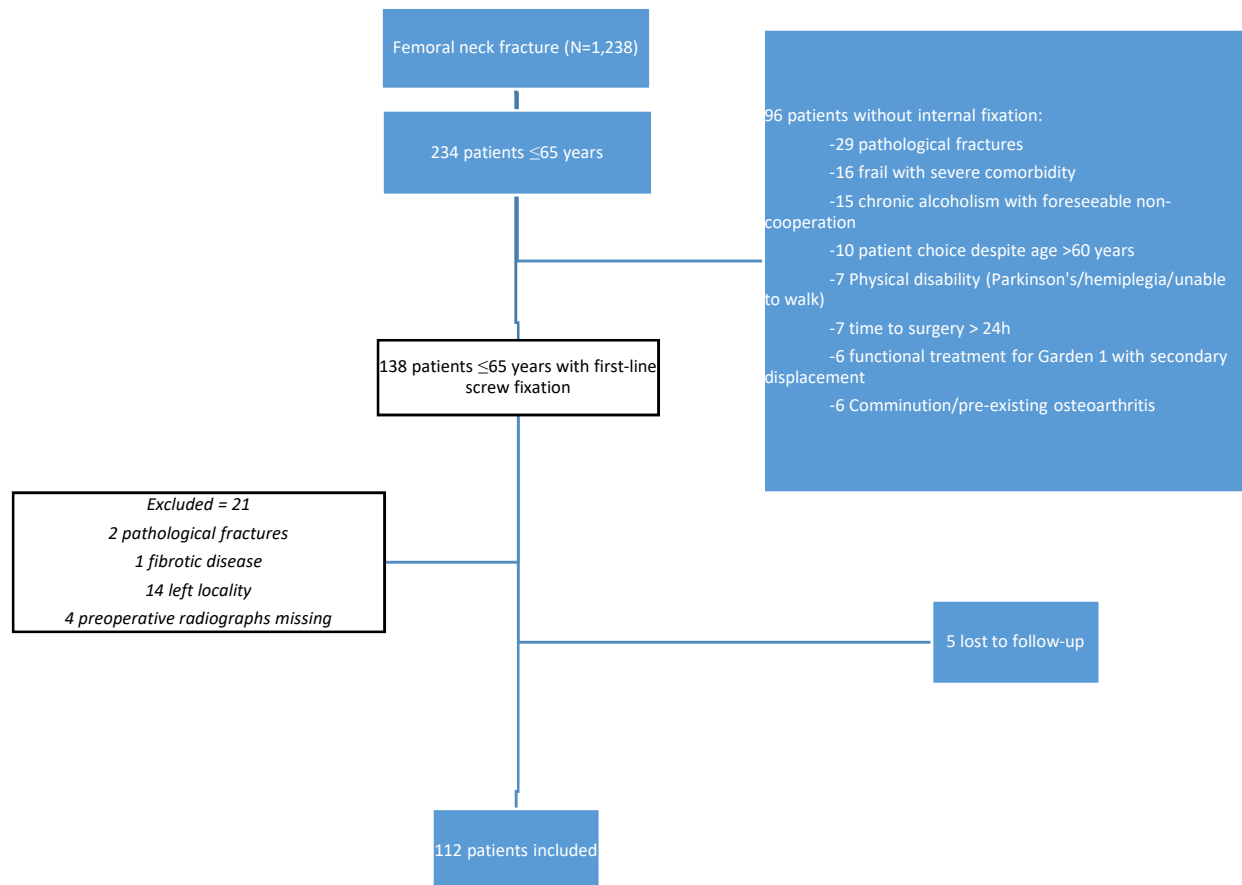 Femoral neck fracture (N=1,238)
234 patients ≤65 years
96 patients without internal fixation:
-29 pathological fractures
-16 frail with severe comorbidity
-15 chronic alcoholism with foreseeable non-
cooperation
-10 patient choice despite age >60 years
-7 Physical disability (Parkinson's/hemiplegia/unable
to walk)
-7 time to surgery > 24h
-6 functional treatment for Garden 1 with secondary
displacement
-6 Comminution/pre-existing osteoarthritis
138 patients ≤65 years with first-line
screw fixation
Excluded = 21
2 pathological fractures
1 fibrotic disease
14 left locality
4 preoperative radiographs missing
5 lost to follow-up
112 patients included